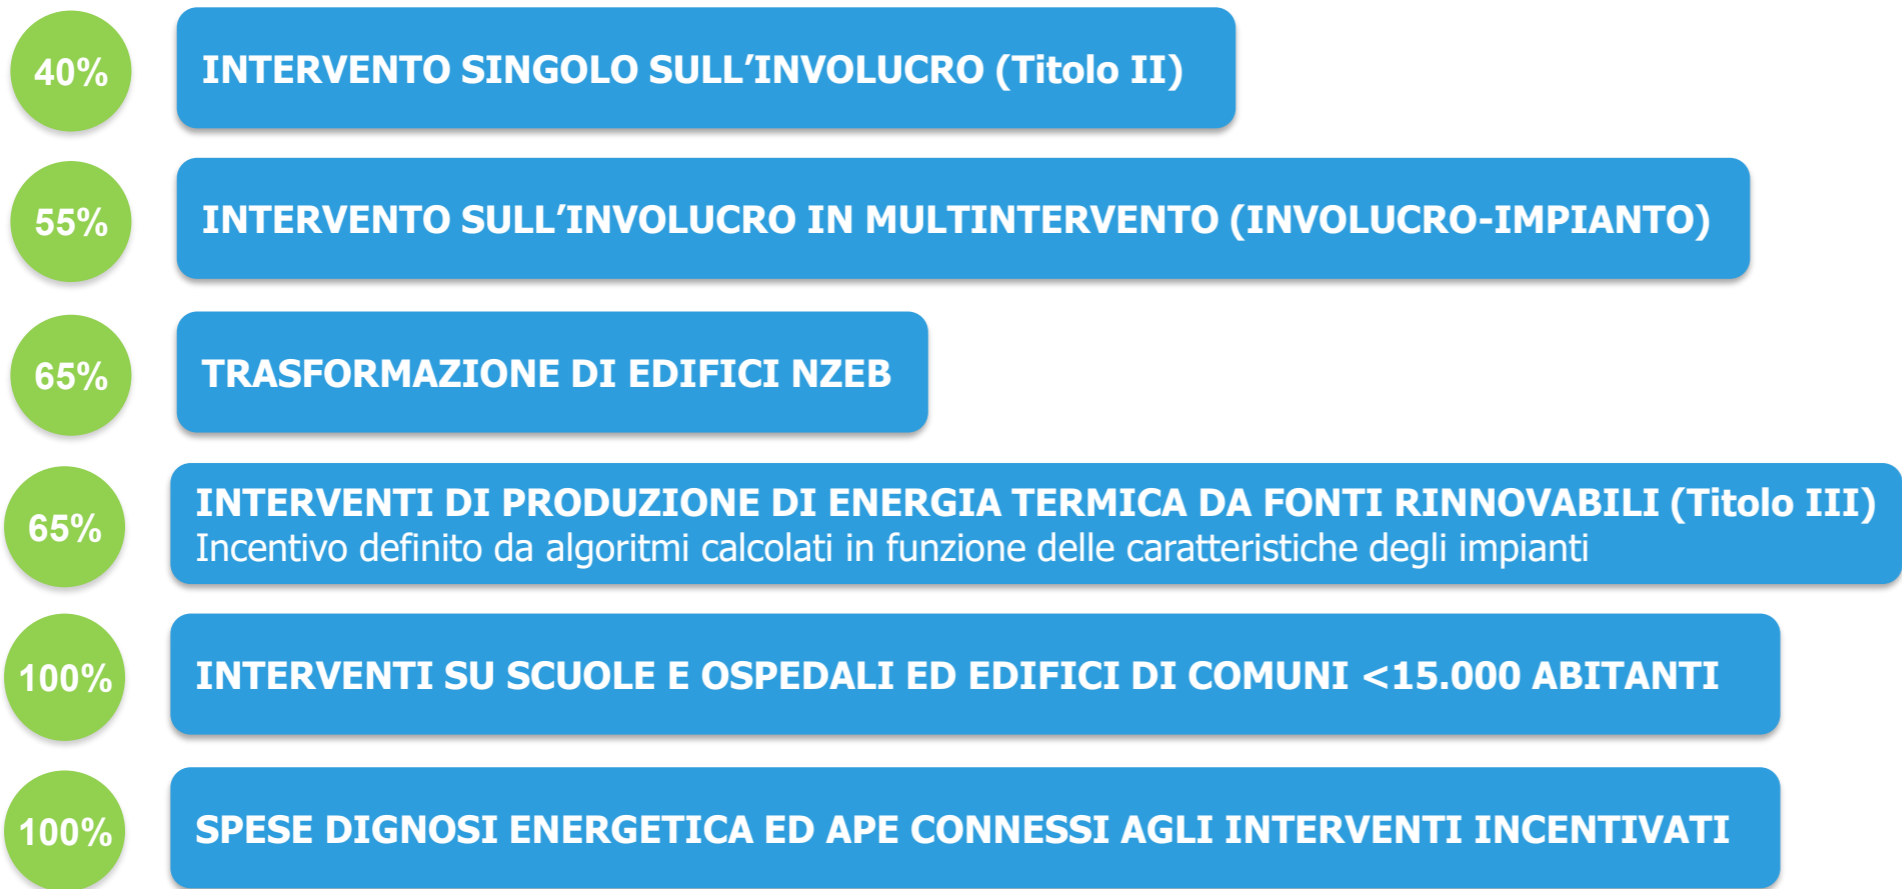 40%
INTERVENTO SINGOLO SULL'INVOLUCRO (Titolo II)
55%
INTERVENTO SULL'INVOLUCRO IN MULTINTERVENTO (INVOLUCRO-IMPIANTO)
65%
TRASFORMAZIONE DI EDIFICI NZEB
65%
INTERVENTI DI PRODUZIONE DI ENERGIA TERMICA DA FONTI RINNOVABILI (Titolo III)
Incentivo definito da algoritmi calcolati in funzione delle caratteristiche degli impianti
100%
INTERVENTI SU SCUOLE E OSPEDALI ED EDIFICI DI COMUNI <15.000 ABITANTI
100%
SPESE DIGNOSI ENERGETICA ED APE CONNESSI AGLI INTERVENTI INCENTIVATI